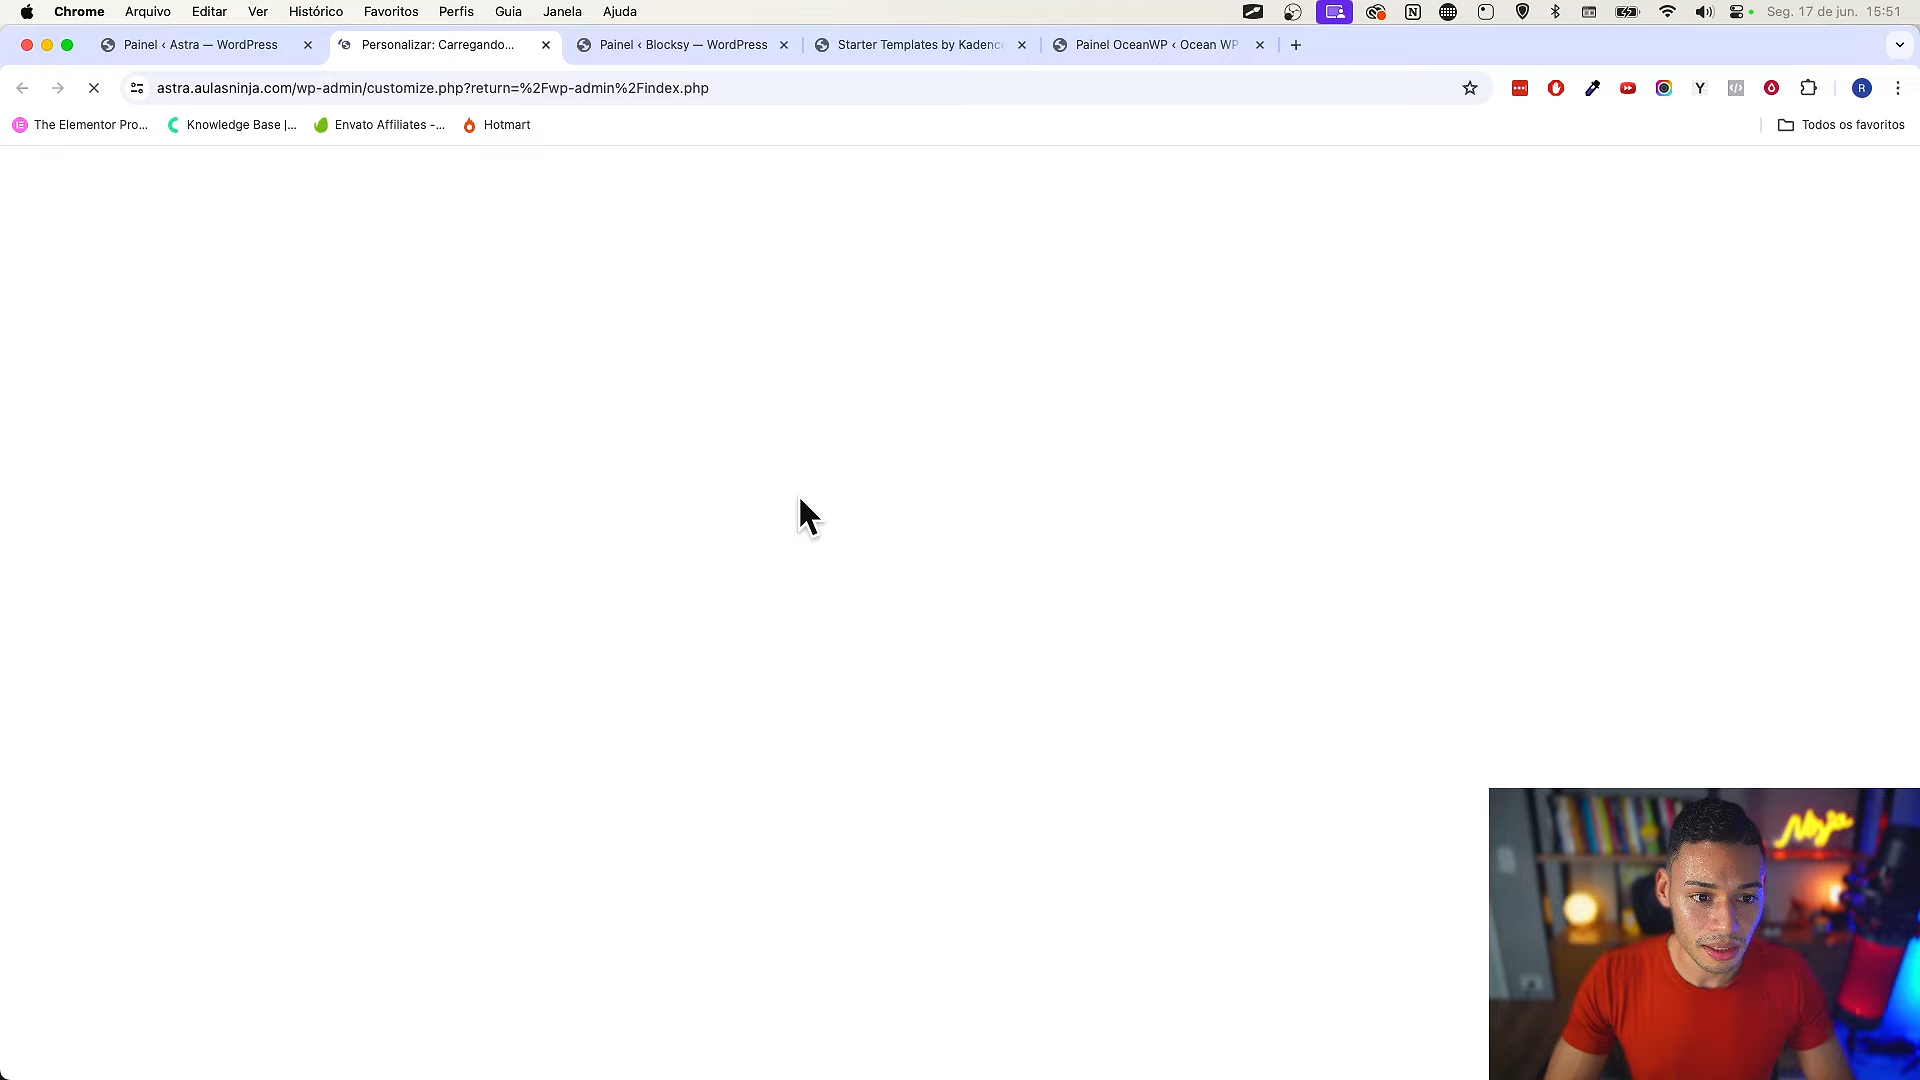 Chrome Arquivo Editar Ver Histórico Favoritos Perfis Guia Janela Ajuda Seg. 17 de jun. 15:51
Painel ‹ Astra — WordPress Personalizar: Carregando... Painel ‹ Blocksy — WordPress Starter Templates by Kadenc Painel OceanWP ‹ Ocean WP
astra.aulasninja.com/wp-admin/customize.php?return=%2Fwp-admin%2Findex.php
The Elementor Pro... Knowledge Base |... Envato Affiliates -... Hotmart Todos os favoritos
Ninja